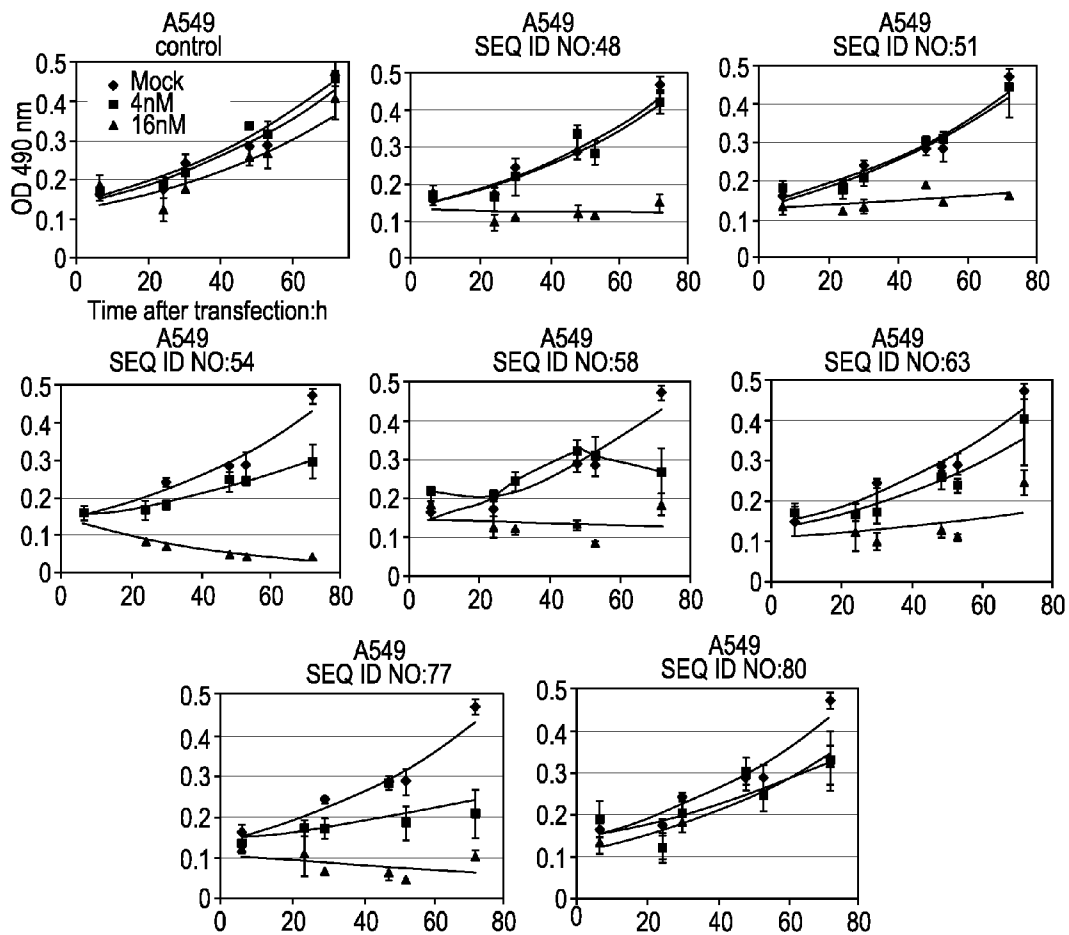 A549
control
A549
SEQ ID NO:48
A549
SEQ ID NO:51
0.5
0.4
0.3
0.2
0.1
0
Mock
4nM
16nM
OD 490 nm
0 20 40 60
Time after transfection:h
0.5
0.4
0.3
0.2
0.1
0
0 20 40 60 80
0.5
0.4
0.3
0.2
0.1
0
0 20 40 60 80
A549
SEQ ID NO:54
A549
SEQ ID NO:58
A549
SEQ ID NO:63
0.5
0.4
0.3
0.2
0.1
0
0 20 40 60 80
0.5
0.4
0.3
0.2
0.1
0
0 20 40 60 80
0.5
0.4
0.3
0.2
0.1
0
0 20 40 60 80
A549
SEQ ID NO:77
A549
SEQ ID NO:80
0.5
0.4
0.3
0.2
0.1
0
0 20 40 60 80
0.5
0.4
0.3
0.2
0.1
0
0 20 40 60 80